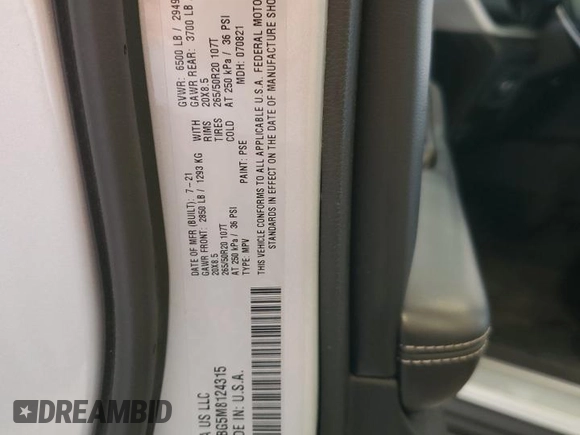 DATE OF MFR (BUILT): 7-21 GVWR: 6500 LB / 2949
GAWR FRONT: 2850 LB / 1293 KG WITH GAWR REAR: 3700 LB
20X8.5 RIMS 20X8.5
265/50R20 107T TIRES 265/50R20 107T
AT 250 kPa / 36 PSI COLD AT 250 kPa / 36 PSI
TYPE: MPV PAINT: PSE MDH: 070821
THIS VEHICLE CONFORMS TO ALL APPLICABLE U.S.A. FEDERAL MOTO
STANDARDS IN EFFECT ON THE DATE OF MANUFACTURE SHO
A US LLC
BG5M8124315
DE IN: U.S.A.
DREAMBID
DREAMBID